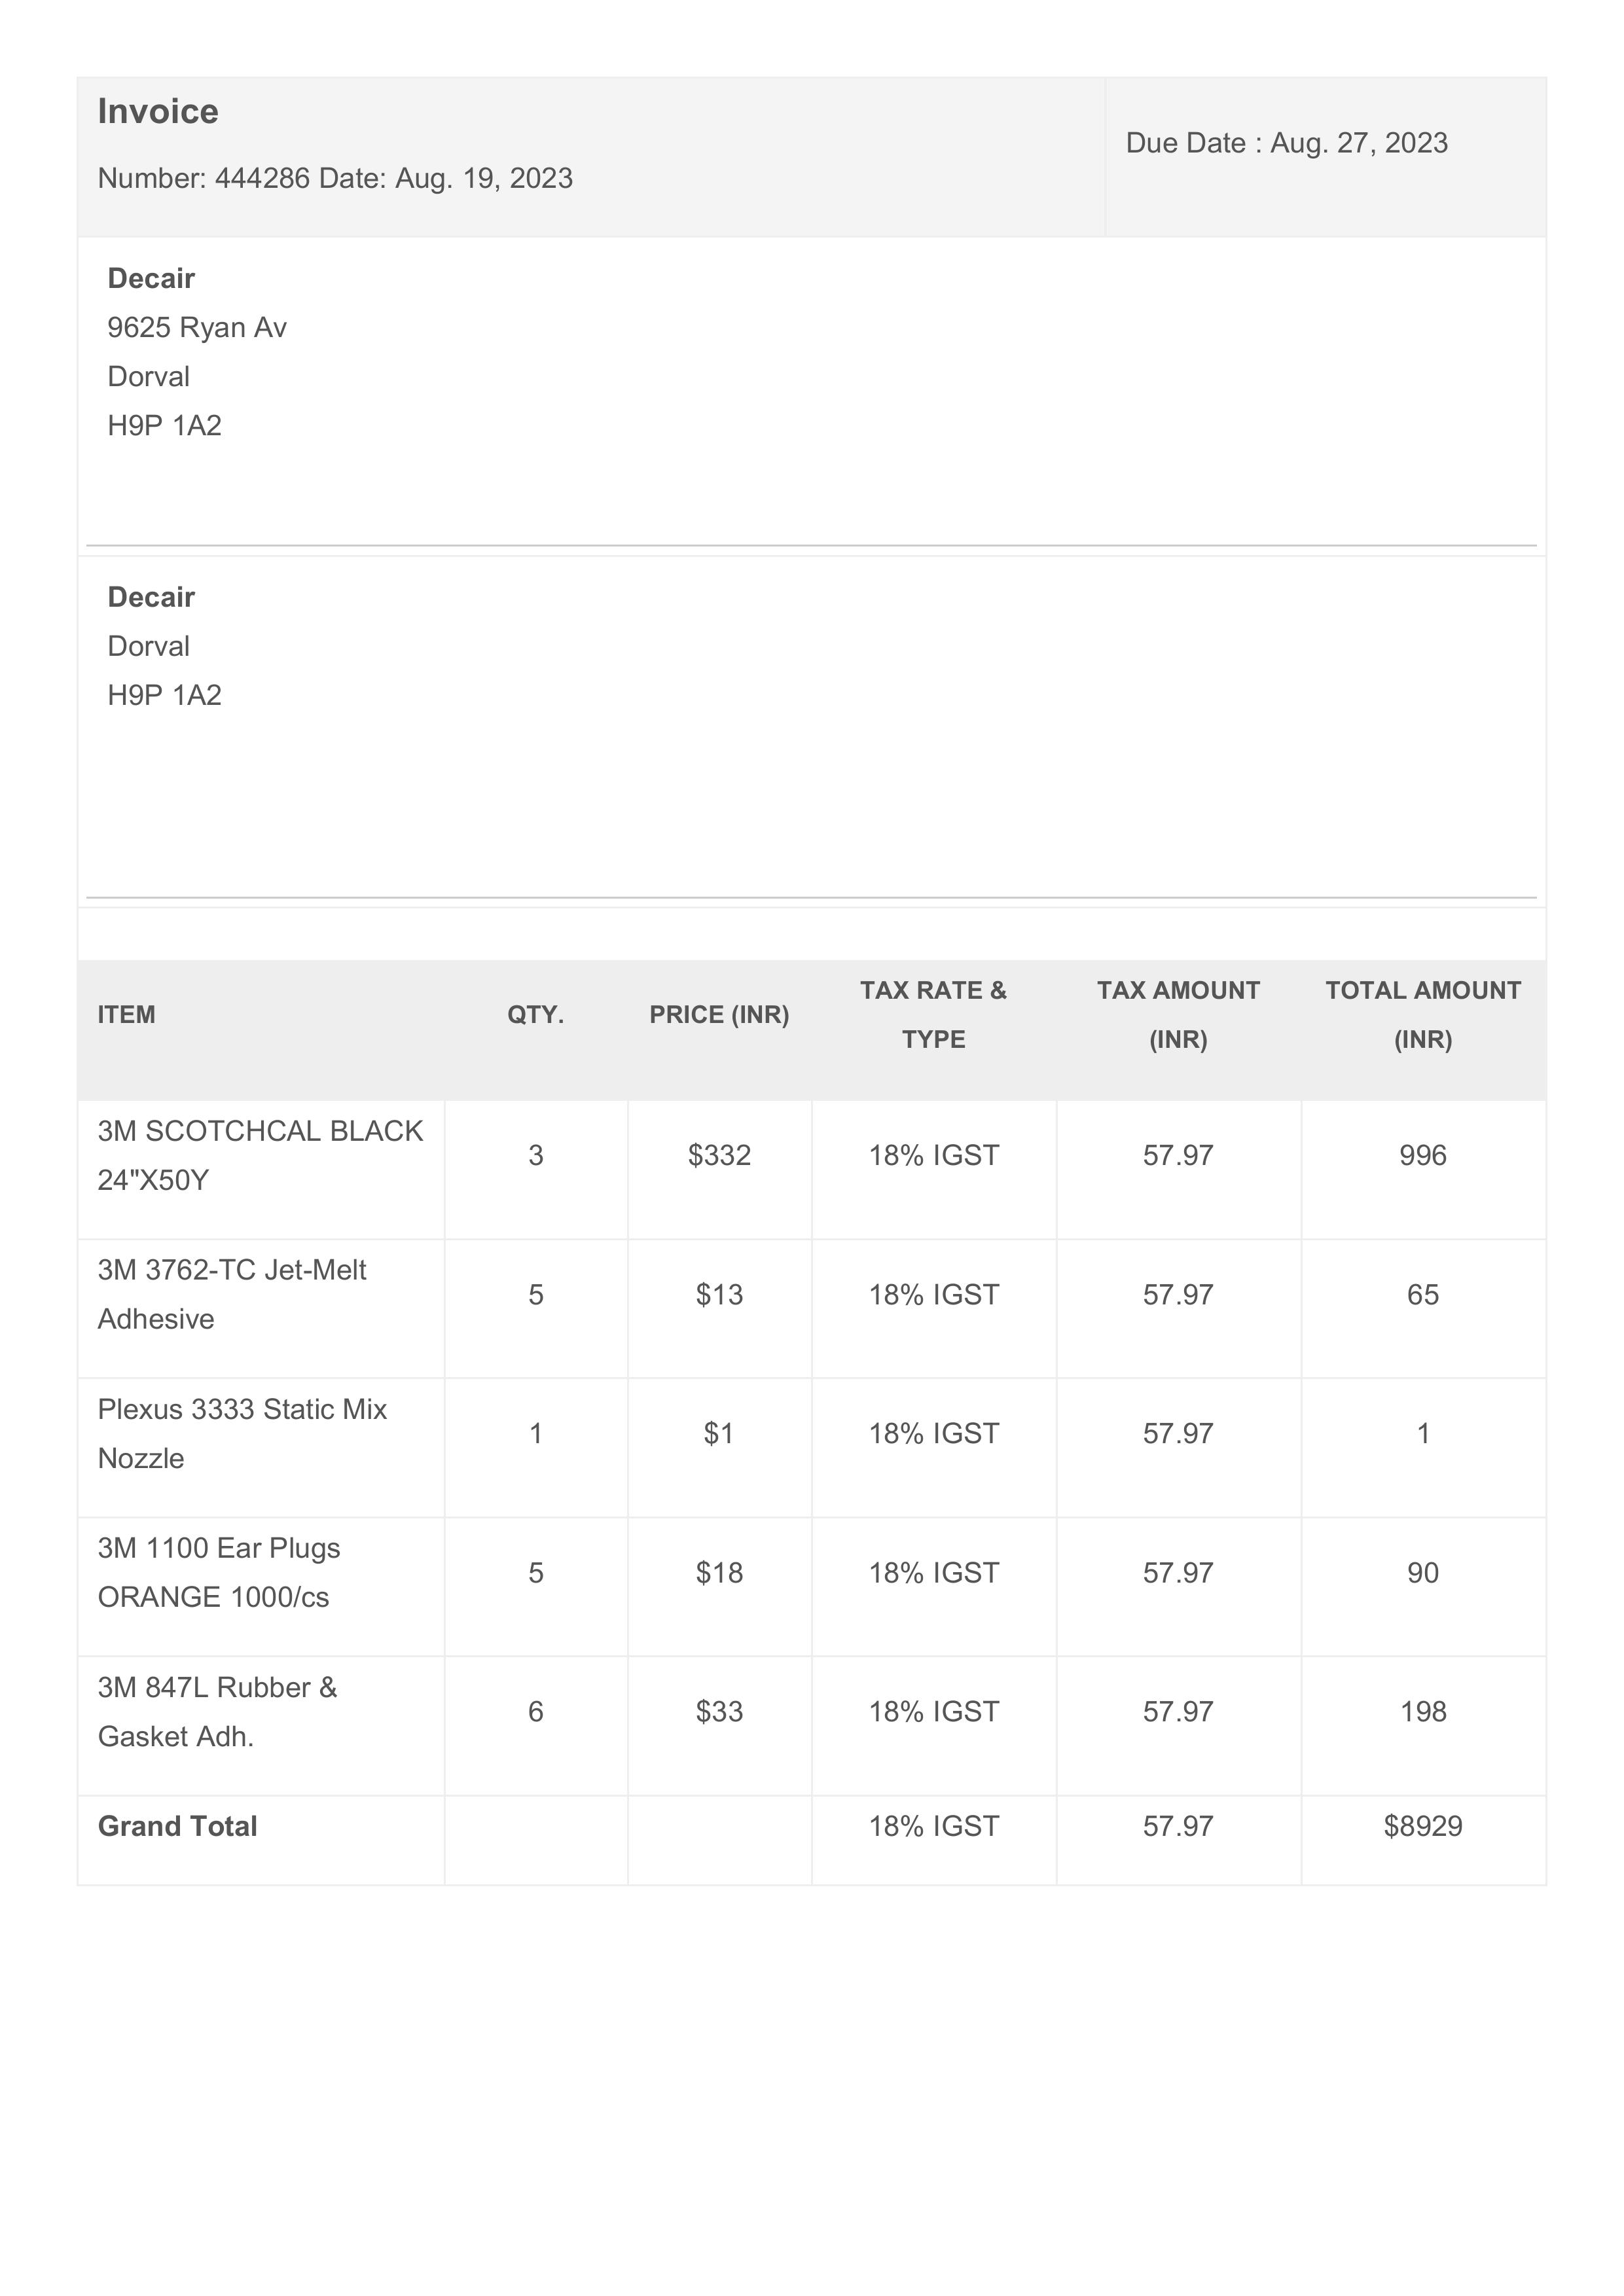 Invoice
Number: 444286 Date: Aug. 19, 2023
Due Date : Aug. 27, 2023
Decair
9625 Ryan Av
Dorval
H9P 1A2
Decair
Dorval
H9P 1A2
ITEM QTY. PRICE (INR) TAX RATE & TYPE TAX AMOUNT (INR) TOTAL AMOUNT (INR)
3M SCOTCHCAL BLACK 24"X50Y 3 $332 18% IGST 57.97 996
3M 3762-TC Jet-Melt Adhesive 5 $13 18% IGST 57.97 65
Plexus 3333 Static Mix Nozzle 1 $1 18% IGST 57.97 1
3M 1100 Ear Plugs ORANGE 1000/cs 5 $18 18% IGST 57.97 90
3M 847L Rubber & Gasket Adh. 6 $33 18% IGST 57.97 198
Grand Total 18% IGST 57.97 $8929